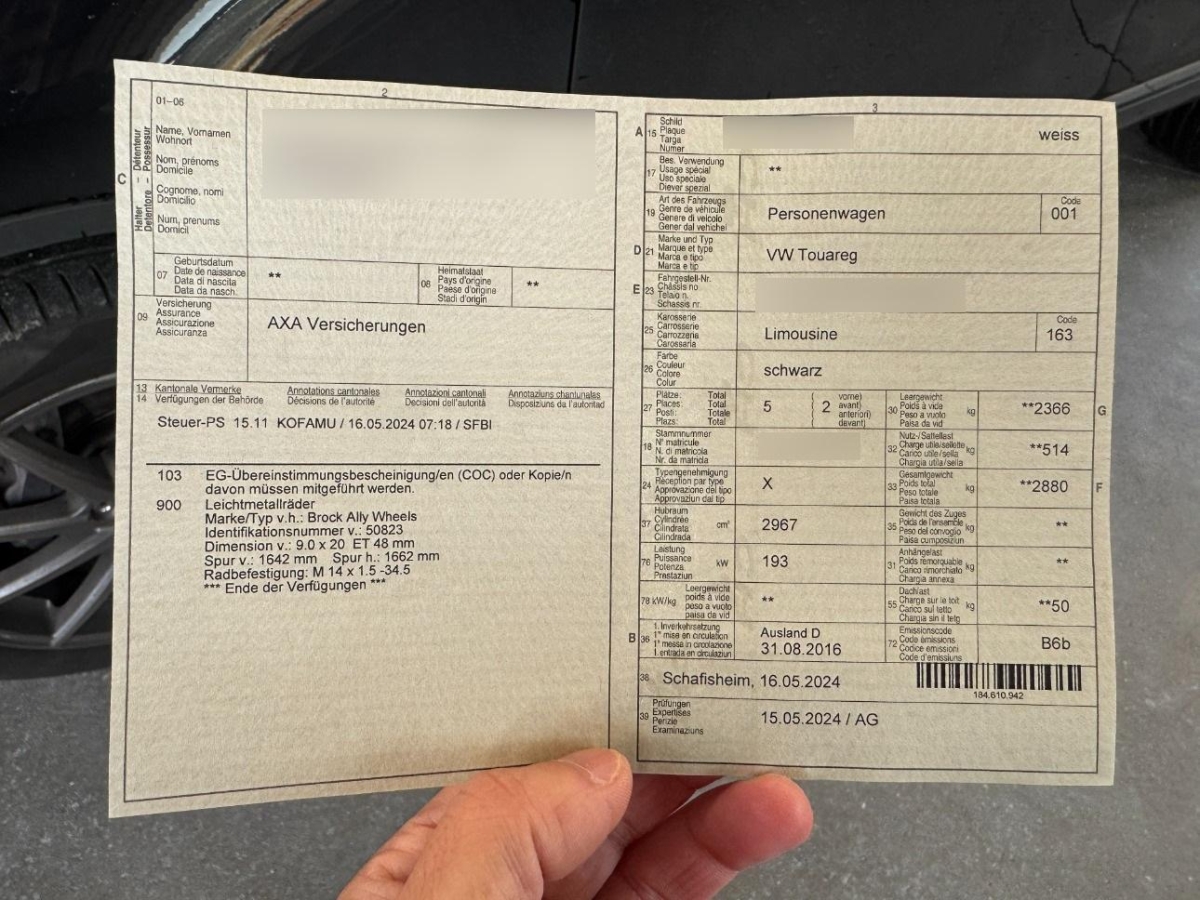 2
01–06
Name, Vornamen
Wohnort
Nom, prénoms
Domicile
Cognome, nomi
Domicilio
Num, prenums
Domicil
C
Halter – Détenteur
Detentore – Possessur
07
Geburtsdatum
Date de naissance
Data di nascita
Data da nasch.
**
08
Heimatstaat
Pays d'origine
Paese d'origine
Stadi d'origin
**
09
Versicherung
Assurance
Assicurazione
Assicuranza
AXA Versicherungen
13 Kantonale Vermerke Annotations cantonales Annotazioni cantonali Annotaziuns chantunalas
14 Verfügungen der Behörde Décisions de l'autorité Decisioni dell'autorità Disposiziuns da l'autoritad
Steuer-PS 15.11 KOFAMU / 16.05.2024 07:18 / SFBI
103 EG-Übereinstimmungsbescheinigung/en (COC) oder Kopie/n
davon müssen mitgeführt werden.
900 Leichtmetallräder
Marke/Typ v.h.: Brock Ally Wheels
Identifikationsnummer v.: 50823
Dimension v.: 9.0 x 20 ET 48 mm
Spur v.: 1642 mm Spur h.: 1662 mm
Radbefestigung: M 14 x 1.5 -34.5
*** Ende der Verfügungen ***
3
A 15
Schild
Plaque
Targa
Numer
weiss
17
Bes. Verwendung
Usage spécial
Uso speciale
Diever spezial
**
19
Art des Fahrzeugs
Genre de véhicule
Genere di veicolo
Gener dal vehichel
Personenwagen
Code
001
D 21
Marke und Typ
Marque et type
Marca e tipo
Marca e tip
VW Touareg
E 23
Fahrgestell-Nr.
Châssis no
Telaio n.
Schassis nr.
25
Karosserie
Carrosserie
Carrozzeria
Carossaria
Limousine
Code
163
26
Farbe
Couleur
Colore
Colur
schwarz
27
Plätze: Total
Places: Total
Posti: Totale
Plazs: Total
5
2
vorne)
avant)
anteriori)
davant)
30
Leergewicht
Poids à vide
Peso a vuoto
Paisa da vid
kg
**2366
G
18
Stammnummer
N° matricule
N. di matricola
Nr. da matricla
32
Nutz-/Sattellast
Charge utile/sellette
Carico utile/sella
Chargia utila/sella
kg
**514
24
Typengenehmigung
Réception par type
Approvazione del tipo
Approvaziun dal tip
X
33
Gesamtgewicht
Poids total
Peso totale
Paisa totala
kg
**2880
F
37
Hubraum
Cylindrée
Cilindrata
Cilindrada
cm³
2967
35
Gewicht des Zuges
Poids de l'ensemble
Peso del convoglio
Paisa cumposiziun
kg
**
76
Leistung
Puissance
Potenza
Prestaziun
kW
193
31
Anhängelast
Poids remorquable
Carico rimorchiato
Chargia annexa
kg
**
78 kW/kg
Leergewicht
poids à vide
peso a vuoto
paisa da vid
**
55
Dachlast
Charge sur le toit
Carico sul tetto
Chargia sin il tetg
kg
**50
B 36
1. Inverkehrsetzung
1re mise en circulation
1a messa in circolazione
1. entrada en circulaziun
Ausland D
31.08.2016
72
Emissionscode
Code émissions
Codice emissioni
Code d'emissiuns
B6b
38
Schafisheim, 16.05.2024
184.610.942
39
Prüfungen
Expertises
Perizie
Examinaziuns
15.05.2024 / AG